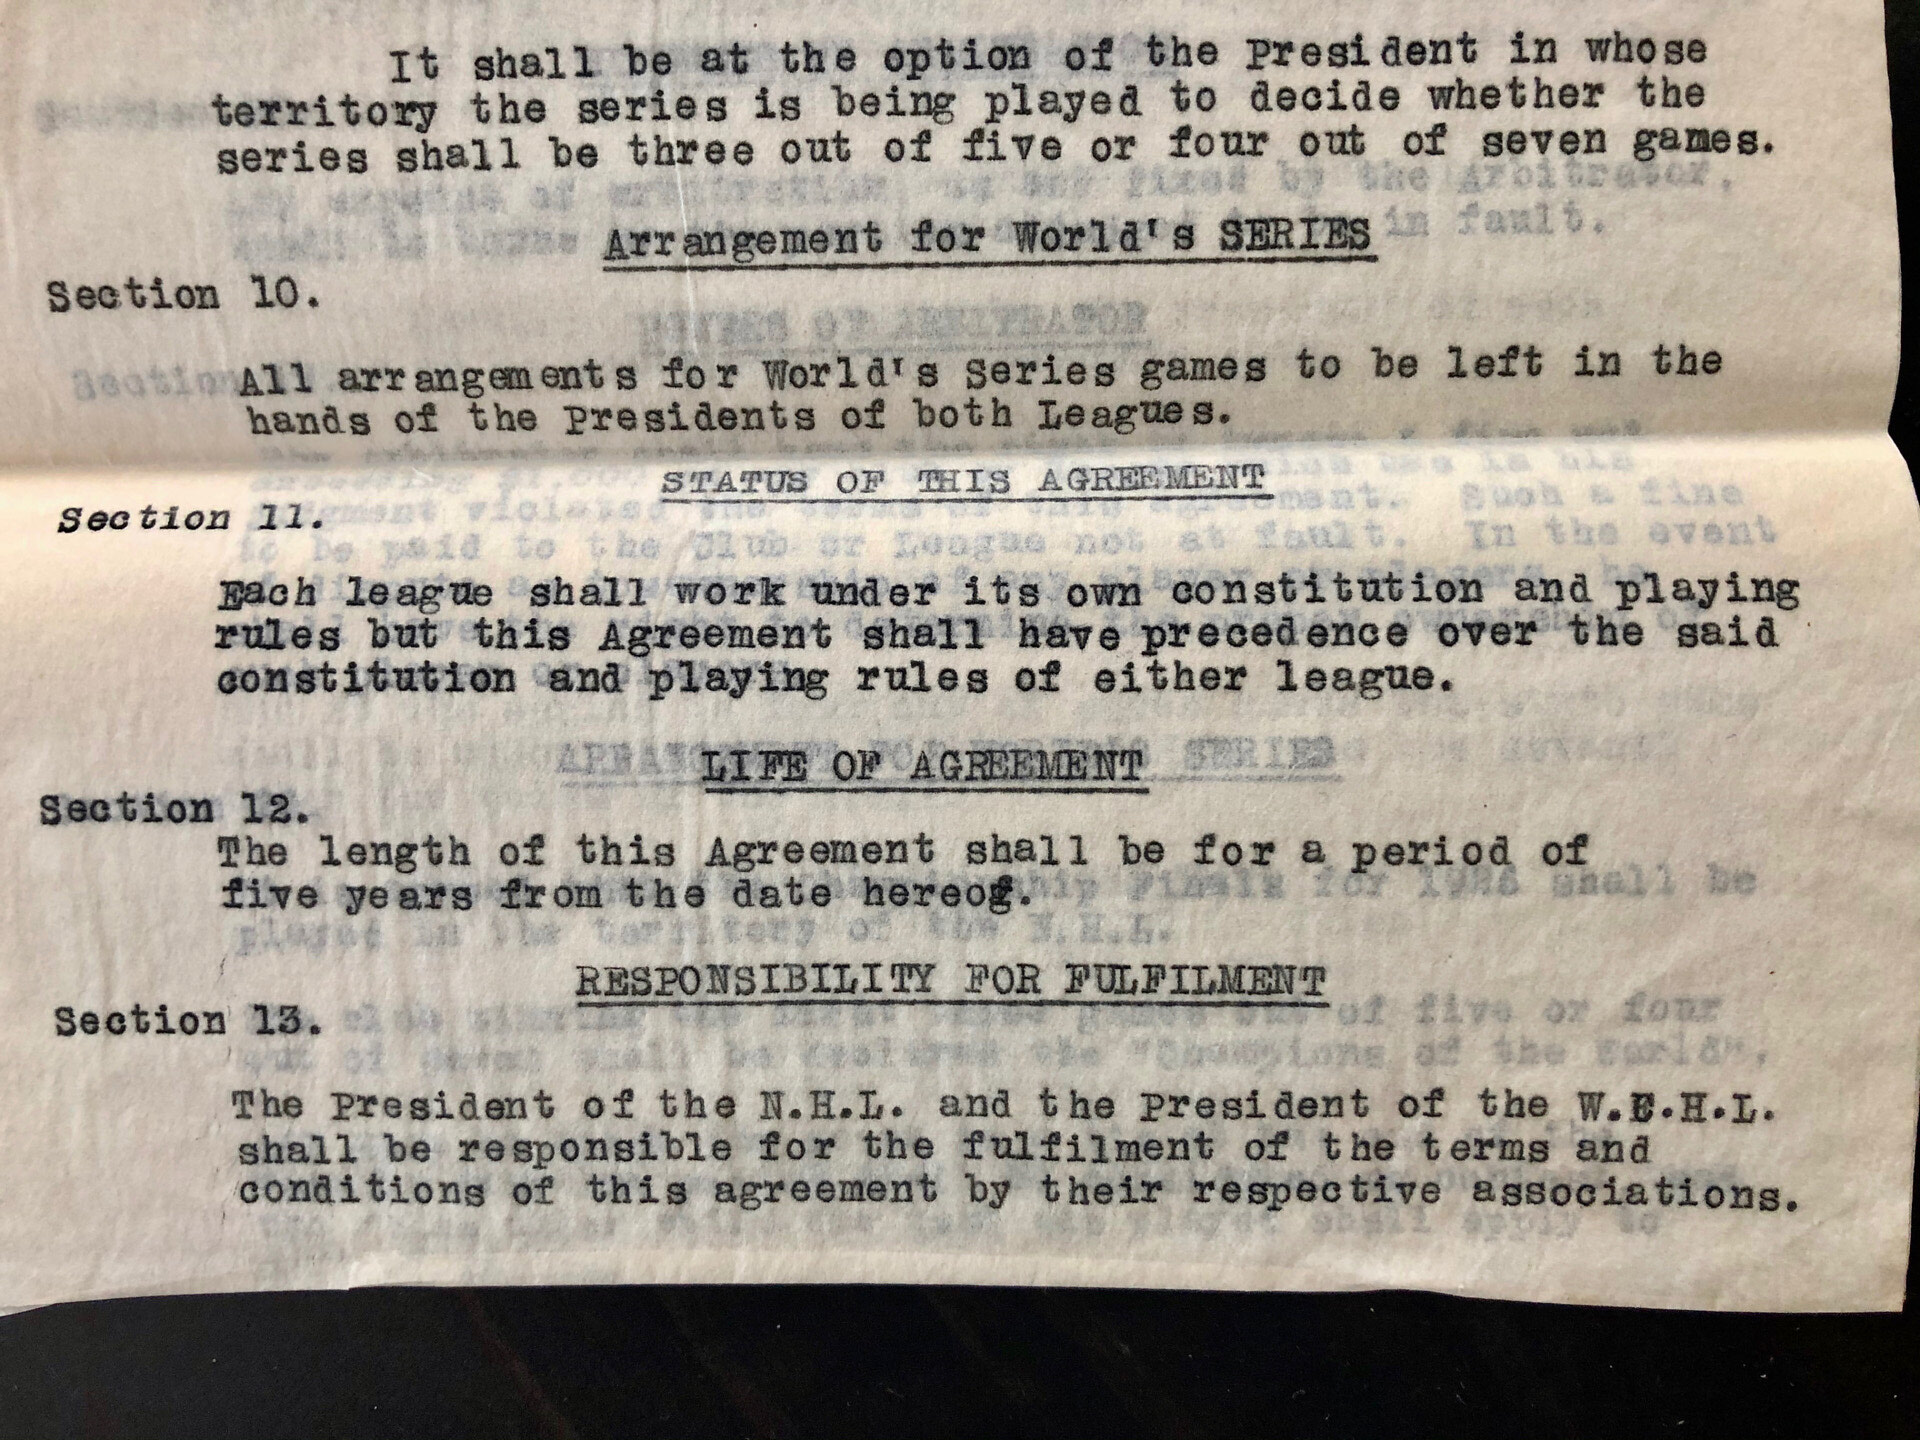 It shall be at the option of the President in whose
territory the series is being played to decide whether the
series shall be three out of five or four out of seven games.
Arrangement for World's SERIES
Section 10.
All arrangements for World's Series games to be left in the
hands of the Presidents of both Leagues.
STATUS OF THIS AGREEMENT
Section 11.
Each league shall work under its own constitution and playing
rules but this Agreement shall have precedence over the said
constitution and playing rules of either league.
LIFE OF AGREEMENT
Section 12.
The length of this Agreement shall be for a period of
five years from the date hereof.
RESPONSIBILITY FOR FULFILMENT
Section 13.
The President of the N.H.L. and the President of the W.E.H.L.
shall be responsible for the fulfilment of the terms and
conditions of this agreement by their respective associations.